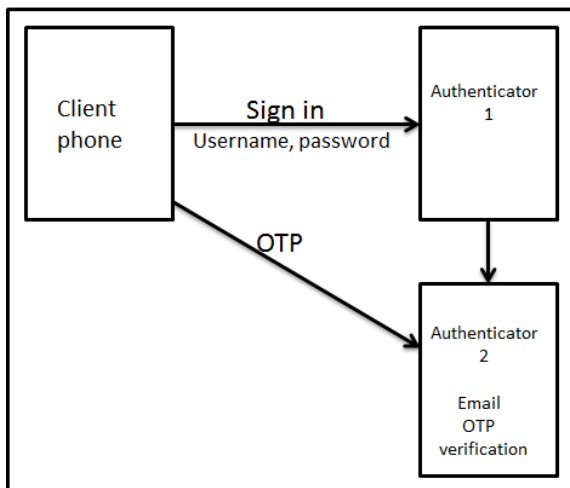 Client
phone
Sign in
Username, password
Authenticator
1
OTP
Authenticator
2
Email
OTP
verification